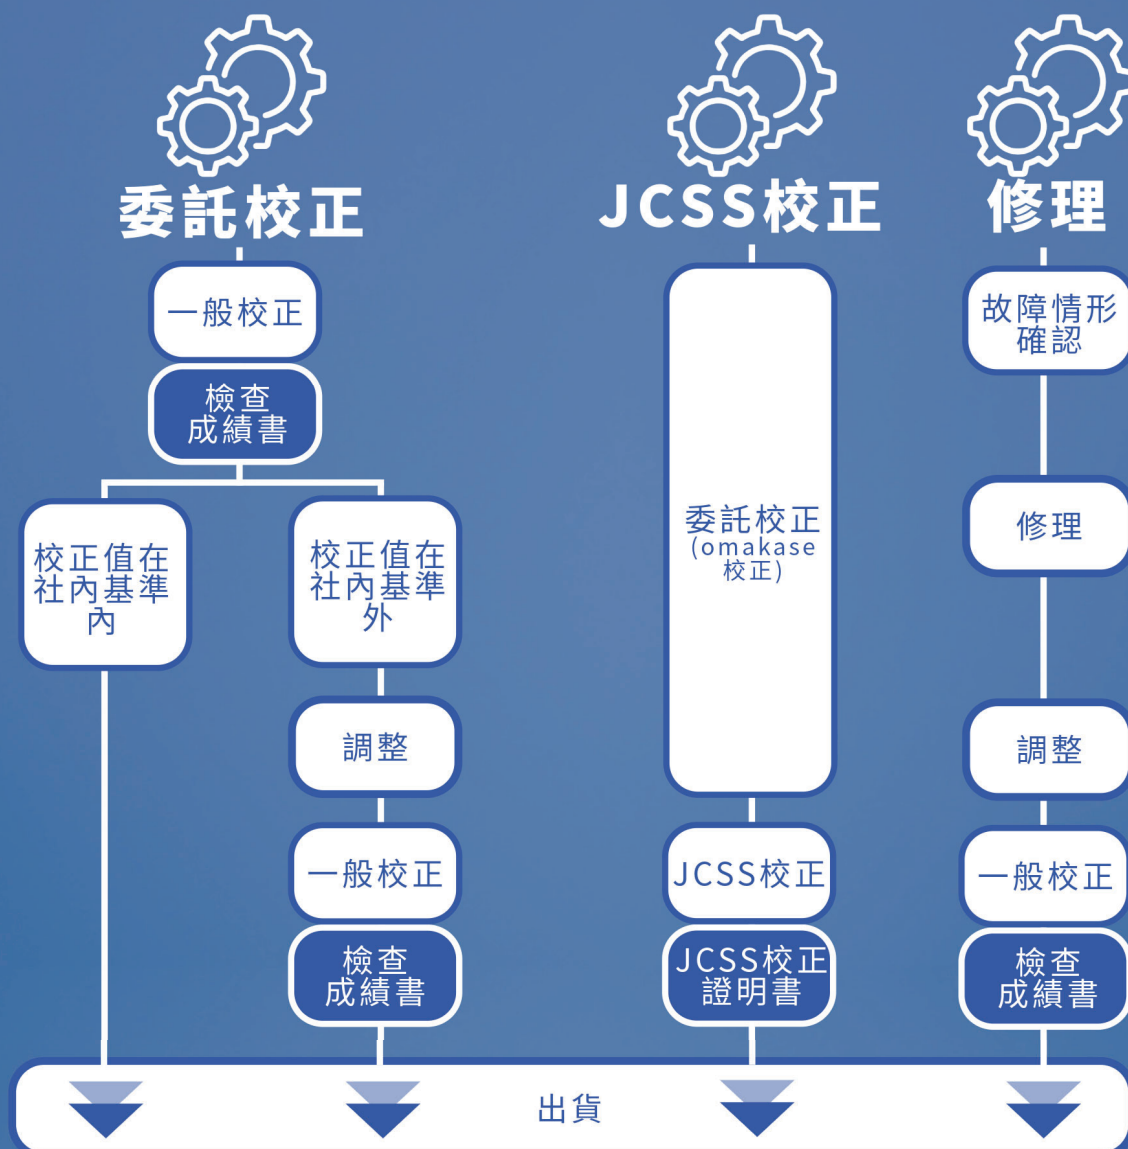 委託校正
一般校正
檢查
成績書
校正值在
社內基準
內
校正值在
社內基準
外
調整
一般校正
檢查
成績書
JCSS校正
委託校正
(omakase
校正)
JCSS校正
JCSS校正
證明書
修理
故障情形
確認
修理
調整
一般校正
檢查
成績書
出貨